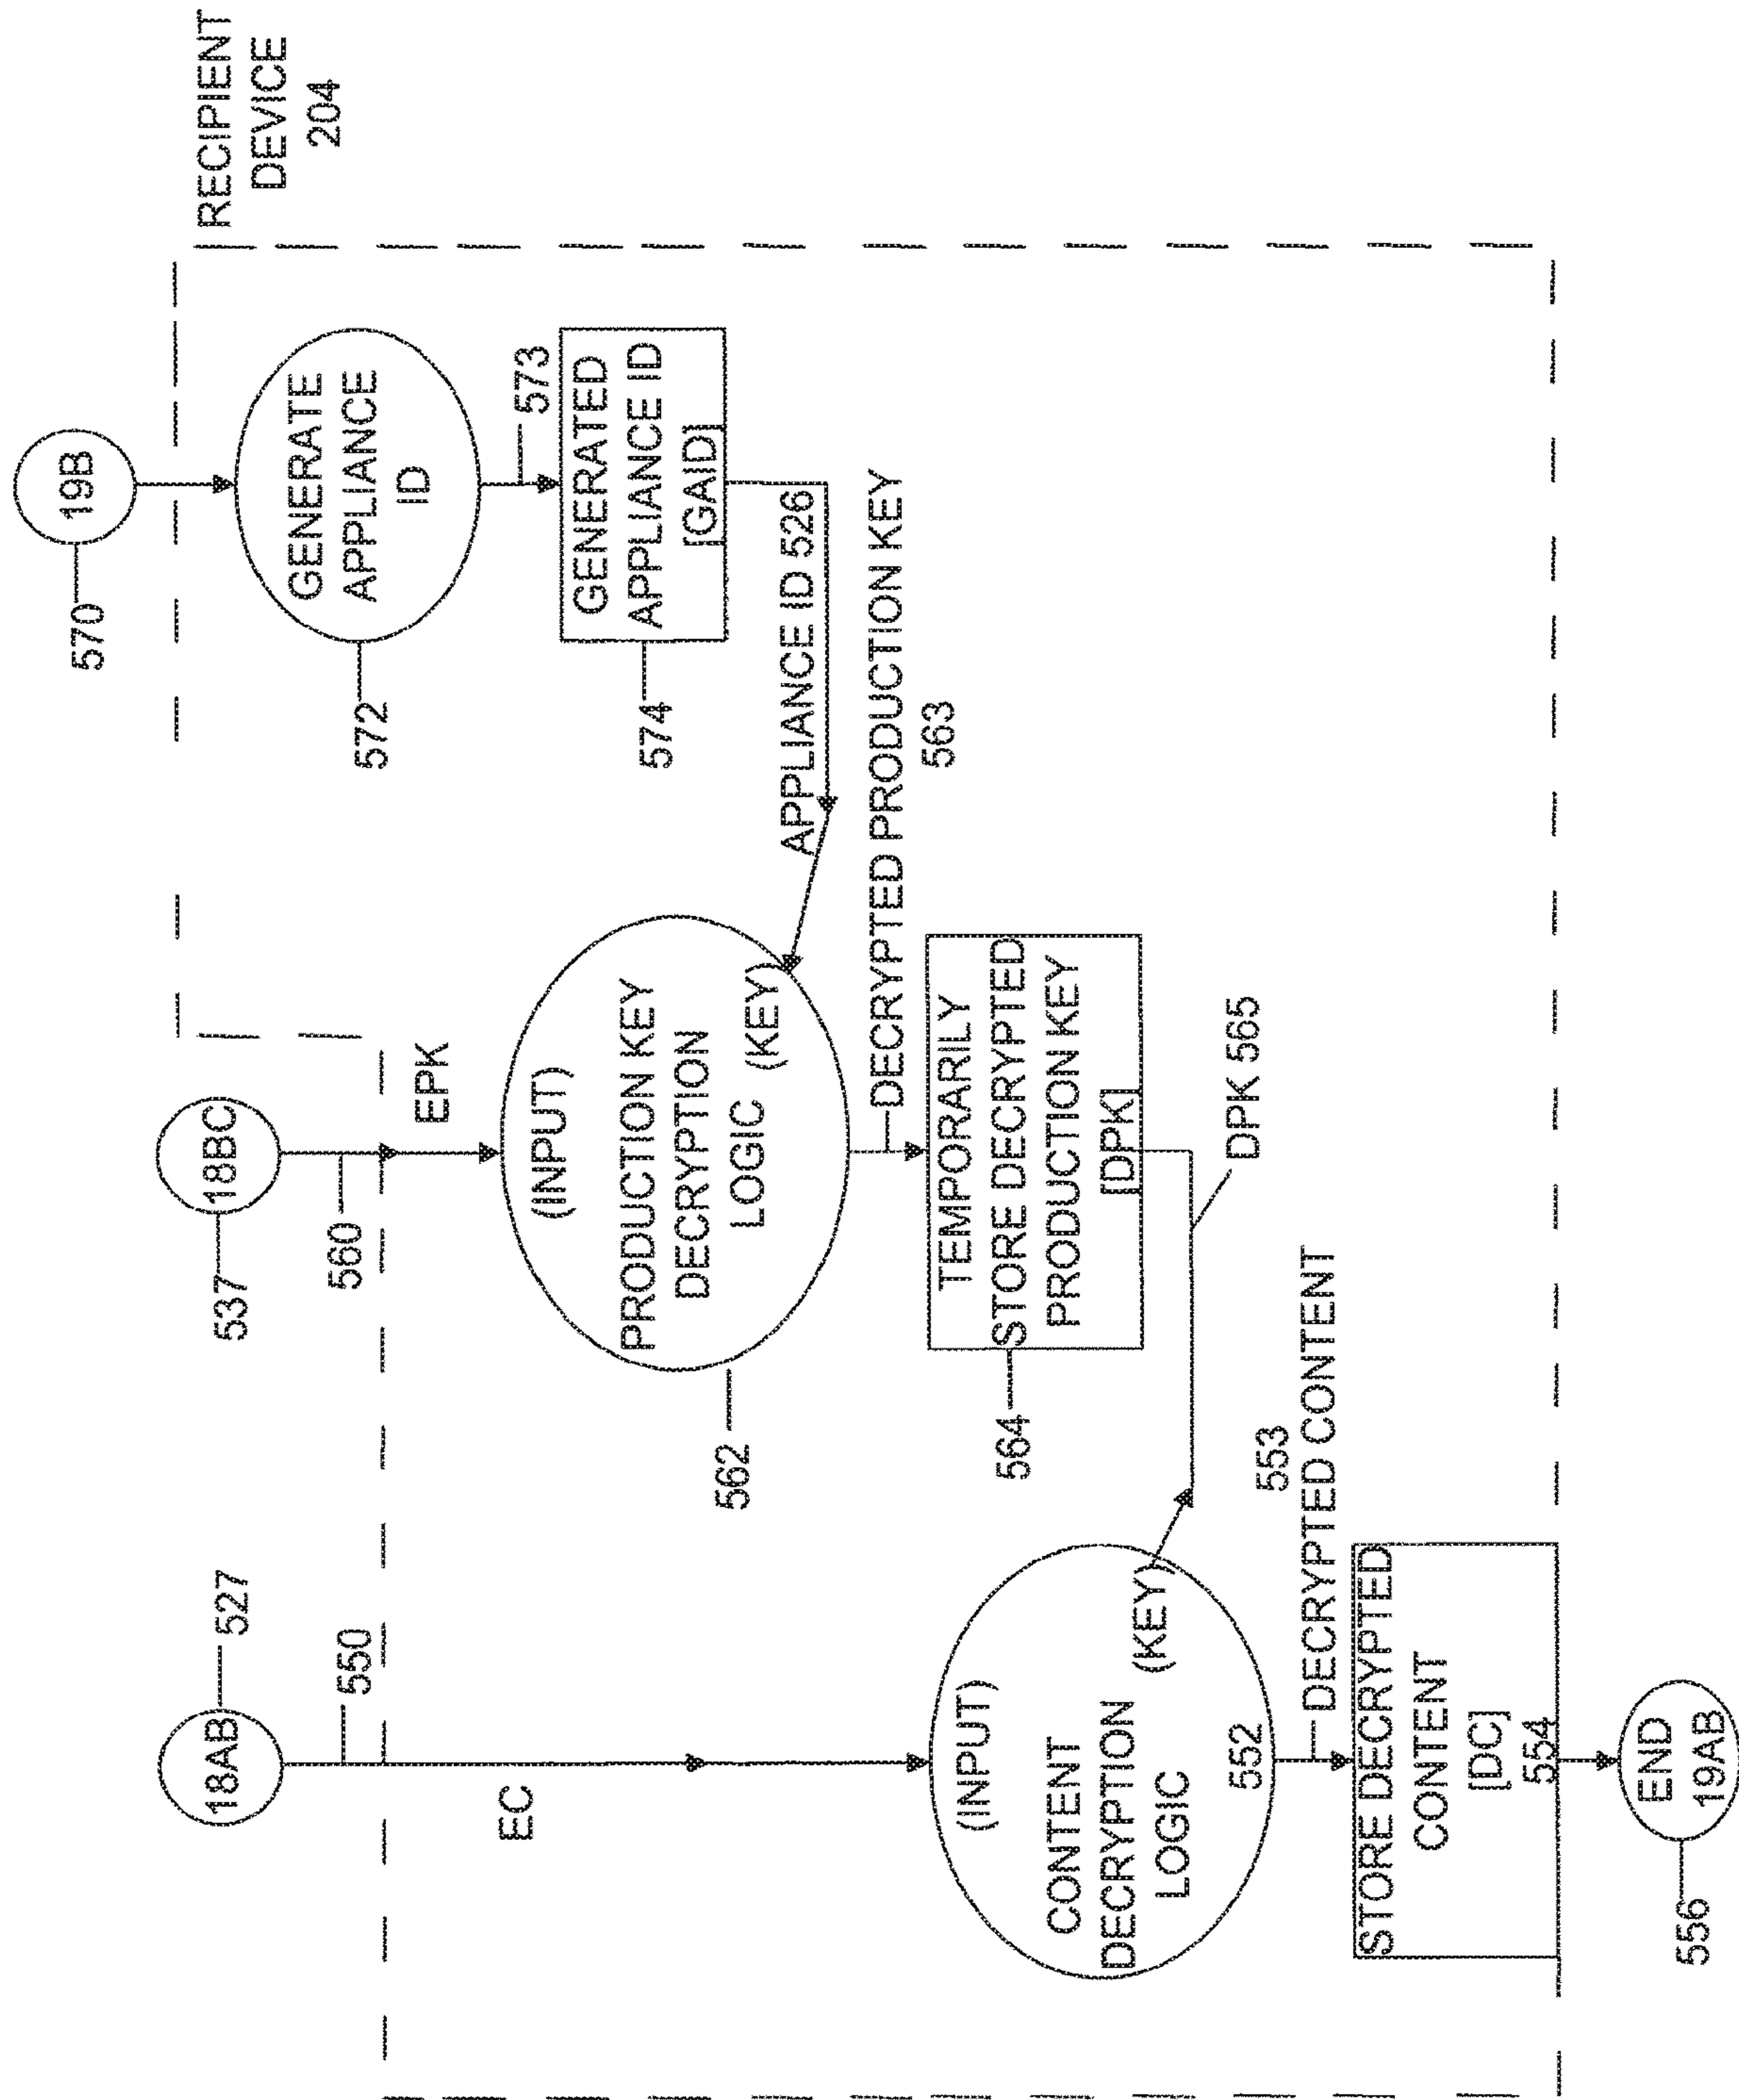 18AB
527
550
EC
(INPUT)
CONTENT
DECRYPTION
LOGIC
(KEY)
552
553
DECRYPTED CONTENT
STORE DECRYPTED
CONTENT
[DC]
554
END
19AB
556
18BC
537
560
EPK
(INPUT)
PRODUCTION KEY
DECRYPTION
LOGIC
(KEY)
562
DECRYPTED PRODUCTION KEY
563
TEMPORARILY
STORE DECRYPTED
PRODUCTION KEY
[DPK]
564
DPK 565
19B
570
RECIPIENT
DEVICE
204
GENERATE
APPLIANCE
ID
572
573
GENERATED
APPLIANCE ID
[GAID]
574
APPLIANCE ID 526